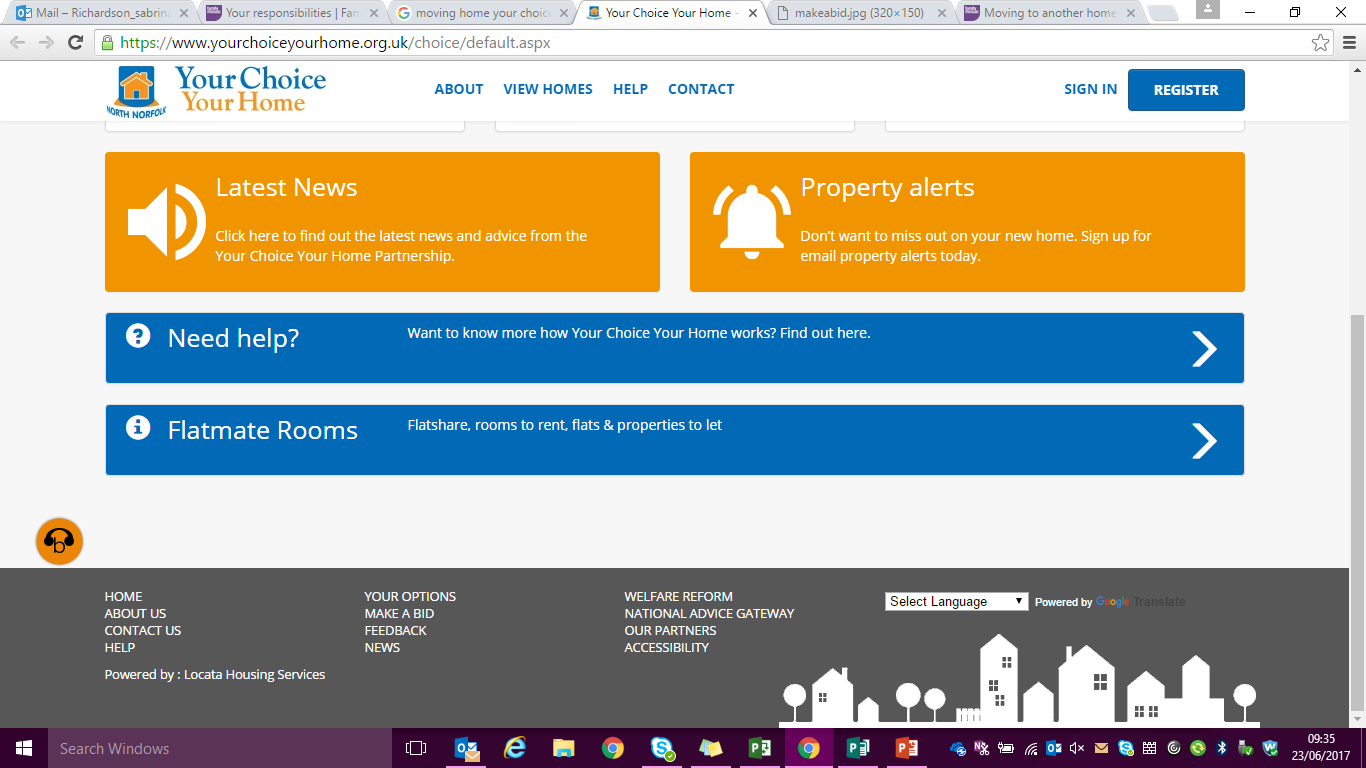 Mail – Richardson_sabrina
Your responsibilities | Fam
moving home your choice
Your Choice Your Home -
makeabid.jpg (320×150)
Moving to another home
https://www.yourchoiceyourhome.org.uk/choice/default.aspx
NORTH NORFOLK
Your Choice
Your Home
ABOUT
VIEW HOMES
HELP
CONTACT
SIGN IN
REGISTER
Latest News
Click here to find out the latest news and advice from the
Your Choice Your Home Partnership.
Property alerts
Don't want to miss out on your new home. Sign up for
email property alerts today.
Need help?
Want to know more how Your Choice Your Home works? Find out here.
Flatmate Rooms
Flatshare, rooms to rent, flats & properties to let
HOME
ABOUT US
CONTACT US
HELP
YOUR OPTIONS
MAKE A BID
FEEDBACK
NEWS
WELFARE REFORM
NATIONAL ADVICE GATEWAY
OUR PARTNERS
ACCESSIBILITY
Select Language
Powered by Google Translate
Powered by : Locata Housing Services
Search Windows
09:35
23/06/2017